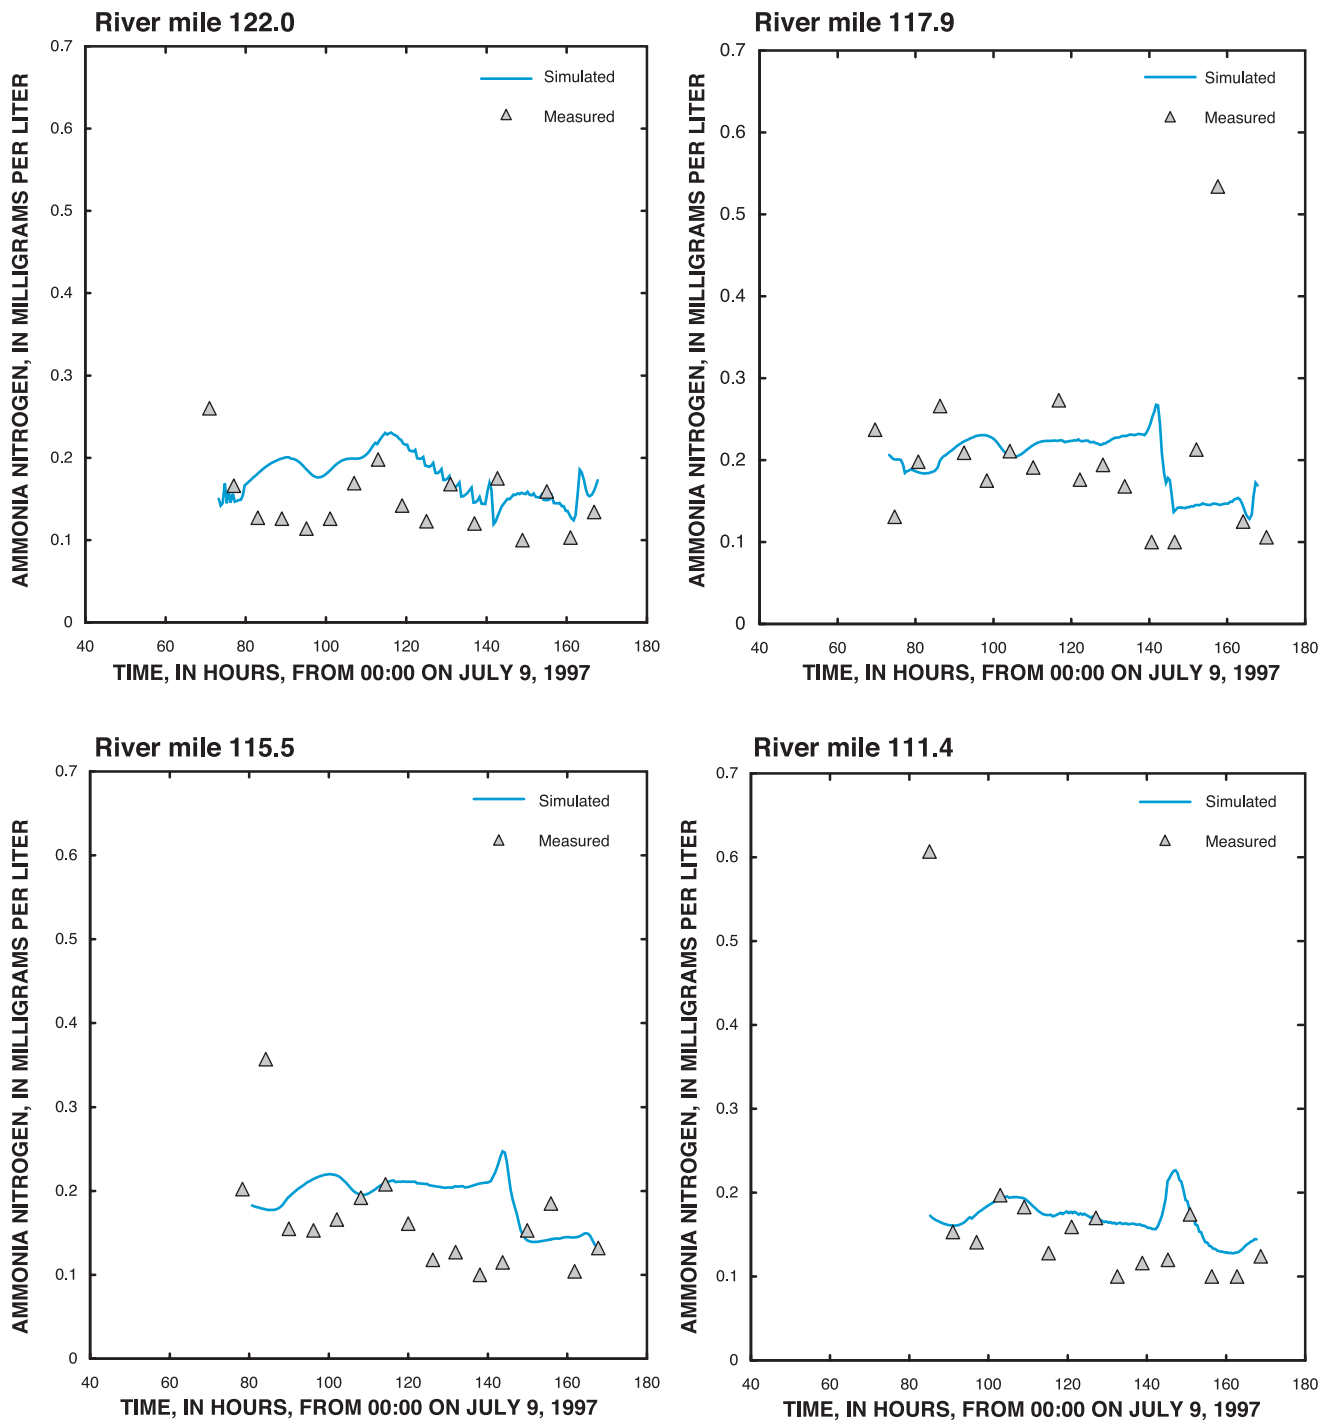 River mile 122.0
AMMONIA NITROGEN, IN MILLIGRAMS PER LITER
0.7
0.6
0.5
0.4
0.3
0.2
0.1
0
Simulated
Measured
40 60 80 100 120 140 160 180
TIME, IN HOURS, FROM 00:00 ON JULY 9, 1997
River mile 117.9
AMMONIA NITROGEN, IN MILLIGRAMS PER LITER
0.7
0.6
0.5
0.4
0.3
0.2
0.1
0
Simulated
Measured
40 60 80 100 120 140 160 180
TIME, IN HOURS, FROM 00:00 ON JULY 9, 1997
River mile 115.5
AMMONIA NITROGEN, IN MILLIGRAMS PER LITER
0.7
0.6
0.5
0.4
0.3
0.2
0.1
0
Simulated
Measured
40 60 80 100 120 140 160 180
TIME, IN HOURS, FROM 00:00 ON JULY 9, 1997
River mile 111.4
AMMONIA NITROGEN, IN MILLIGRAMS PER LITER
0.7
0.6
0.5
0.4
0.3
0.2
0.1
0
Simulated
Measured
40 60 80 100 120 140 160 180
TIME, IN HOURS, FROM 00:00 ON JULY 9, 1997